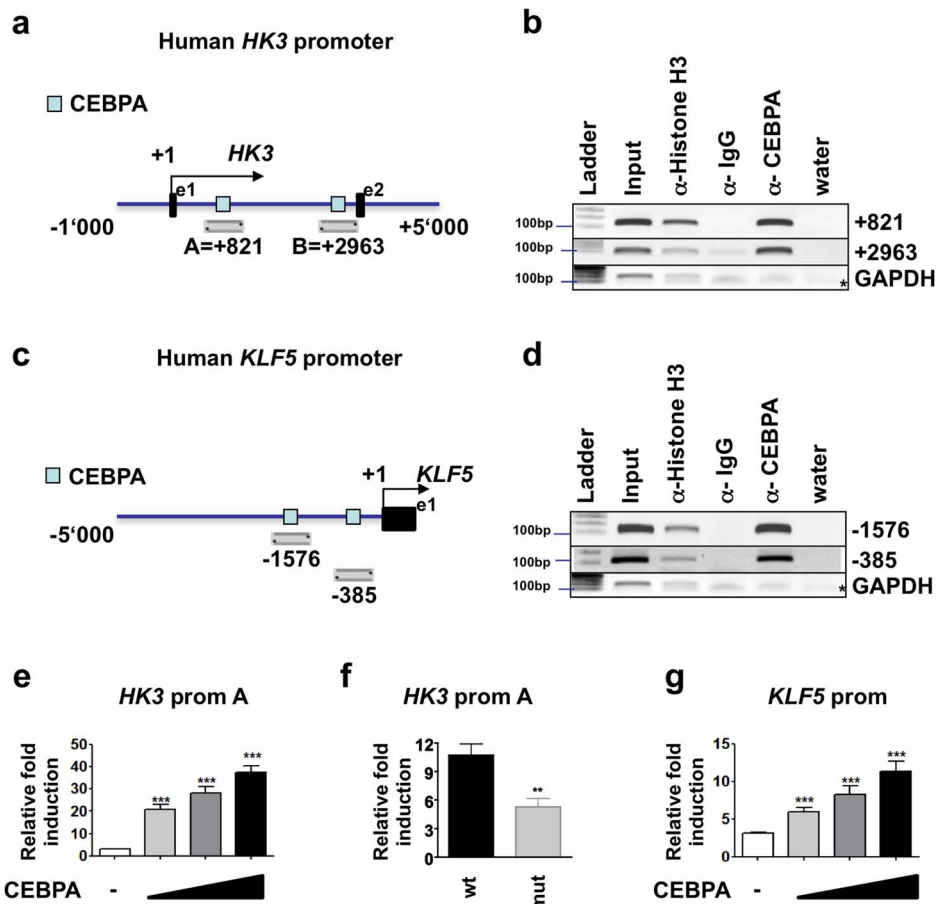 a
Human HK3 promoter
CEBPA
+1
HK3
e1
e2
-1'000
+5'000
A=+821
B=+2963
b
Ladder
Input
α-Histone H3
α- IgG
α- CEBPA
water
100bp
+821
100bp
+2963
100bp
* GAPDH
c
Human KLF5 promoter
CEBPA
+1
KLF5
e1
-5'000
-1576
-385
d
Ladder
Input
α-Histone H3
α- IgG
α- CEBPA
water
100bp
-1576
100bp
-385
100bp
* GAPDH
e
HK3 prom A
Relative fold
induction
50
40
30
20
10
0
***
***
***
CEBPA
-
f
HK3 prom A
Relative fold
induction
12
9
6
3
0
**
wt
mut
g
KLF5 prom
Relative fold
induction
15
10
5
0
***
***
***
CEBPA
-